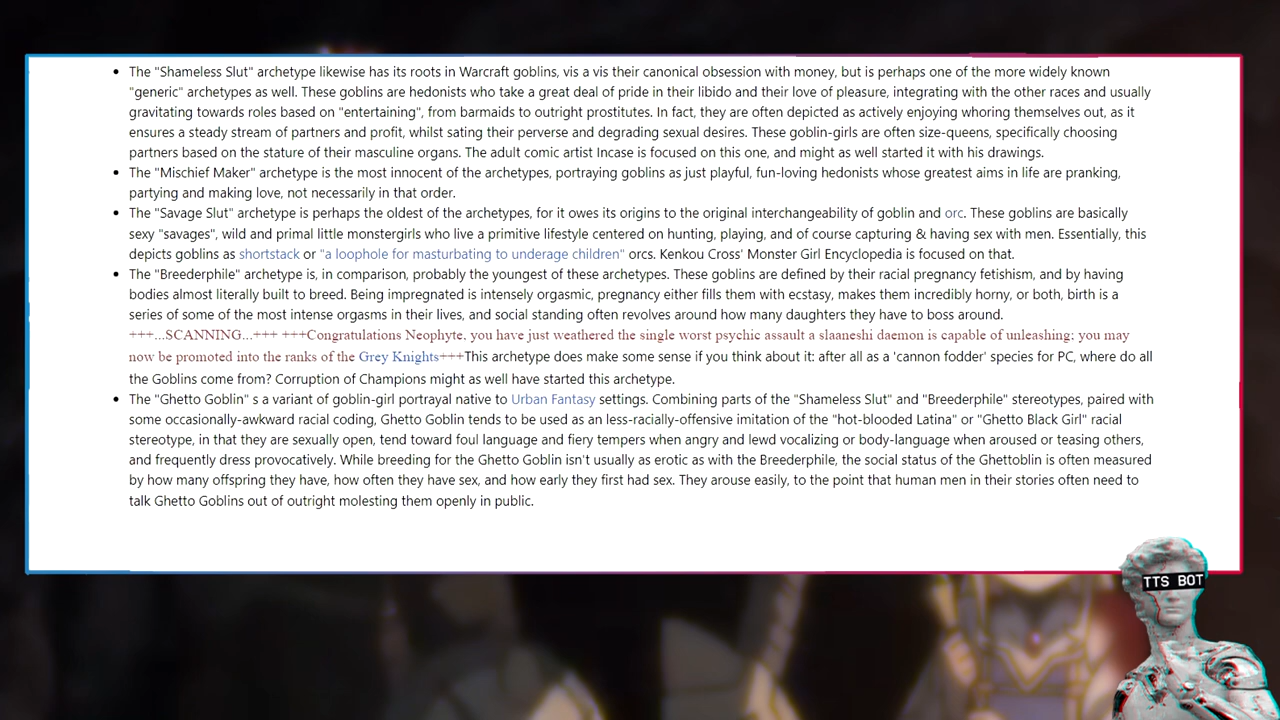 The "Shameless Slut" archetype likewise has its roots in Warcraft goblins, vis a vis their canonical obsession with money, but is perhaps one of the more widely known
"generic" archetypes as well. These goblins are hedonists who take a great deal of pride in their libido and their love of pleasure, integrating with the other races and usually
gravitating towards roles based on "entertaining", from barmaids to outright prostitutes. In fact, they are often depicted as actively enjoying whoring themselves out, as it
ensures a steady stream of partners and profit, whilst sating their perverse and degrading sexual desires. These goblin-girls are often size-queens, specifically choosing
partners based on the stature of their masculine organs. The adult comic artist Incase is focused on this one, and might as well started it with his drawings.
The "Mischief Maker" archetype is the most innocent of the archetypes, portraying goblins as just playful, fun-loving hedonists whose greatest aims in life are pranking,
partying and making love, not necessarily in that order.
The "Savage Slut" archetype is perhaps the oldest of the archetypes, for it owes its origins to the original interchangeability of goblin and orc. These goblins are basically
sexy "savages", wild and primal little monstergirls who live a primitive lifestyle centered on hunting, playing, and of course capturing & having sex with men. Essentially, this
depicts goblins as shortstack or "a loophole for masturbating to underage children" orcs. Kenkou Cross' Monster Girl Encyclopedia is focused on that.
The "Breederphile" archetype is, in comparison, probably the youngest of these archetypes. These goblins are defined by their racial pregnancy fetishism, and by having
bodies almost literally built to breed. Being impregnated is intensely orgasmic, pregnancy either fills them with ecstasy, makes them incredibly horny, or both, birth is a
series of some of the most intense orgasms in their lives, and social standing often revolves around how many daughters they have to boss around.
+++...SCANNING...+++ +++Congratulations Neophyte, you have just weathered the single worst psychic assault a slaaneshi daemon is capable of unleashing; you may
now be promoted into the ranks of the Grey Knights+++This archetype does make some sense if you think about it: after all as a 'cannon fodder' species for PC, where do all
the Goblins come from? Corruption of Champions might as well have started this archetype.
The "Ghetto Goblin" s a variant of goblin-girl portrayal native to Urban Fantasy settings. Combining parts of the "Shameless Slut" and "Breederphile" stereotypes, paired with
some occasionally-awkward racial coding, Ghetto Goblin tends to be used as an less-racially-offensive imitation of the "hot-blooded Latina" or "Ghetto Black Girl" racial
stereotype, in that they are sexually open, tend toward foul language and fiery tempers when angry and lewd vocalizing or body-language when aroused or teasing others,
and frequently dress provocatively. While breeding for the Ghetto Goblin isn't usually as erotic as with the Breederphile, the social status of the Ghettoblin is often measured
by how many offspring they have, how often they have sex, and how early they first had sex. They arouse easily, to the point that human men in their stories often need to
talk Ghetto Goblins out of outright molesting them openly in public.
TTS BOT